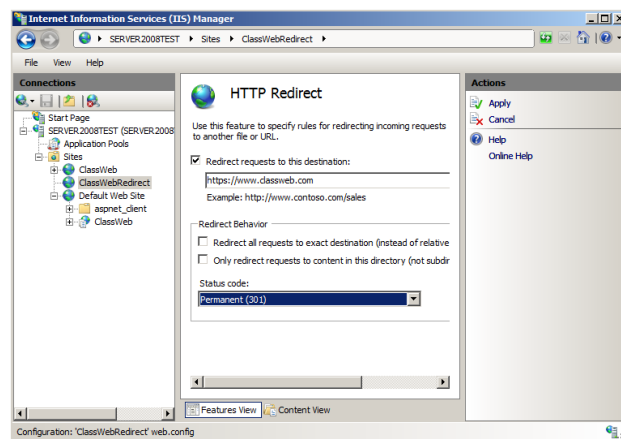 Internet Information Services (IIS) Manager
SERVER2008TEST Sites ClassWebRedirect
File View Help
Connections
Start Page
SERVER2008TEST (SERVER2008
Application Pools
Sites
ClassWeb
ClassWebRedirect
Default Web Site
aspnet_client
ClassWeb
HTTP Redirect
Use this feature to specify rules for redirecting incoming requests
to another file or URL.
Redirect requests to this destination:
https://www.classweb.com
Example: http://www.contoso.com/sales
Redirect Behavior
Redirect all requests to exact destination (instead of relative
Only redirect requests to content in this directory (not subdir
Status code:
Permanent (301)
Features View Content View
Actions
Apply
Cancel
Help
Online Help
Configuration: 'ClassWebRedirect' web.config